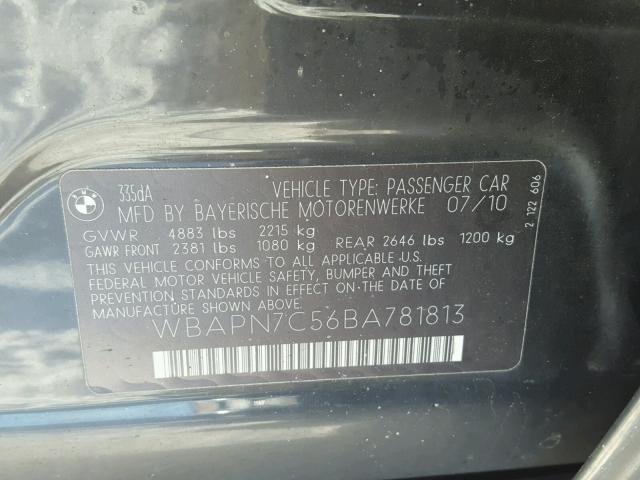 BMW
335dA VEHICLE TYPE: PASSENGER CAR
MFD BY BAYERISCHE MOTORENWERKE 07/10
GVWR 4883 lbs 2215 kg
GAWR FRONT 2381 lbs 1080 kg REAR 2646 lbs 1200 kg
THIS VEHICLE CONFORMS TO ALL APPLICABLE U.S.
FEDERAL MOTOR VEHICLE SAFETY, BUMPER AND THEFT
PREVENTION STANDARDS IN EFFECT ON THE DATE OF
MANUFACTURE SHOWN ABOVE.
WBAPN7C56BA781813
2 122 606